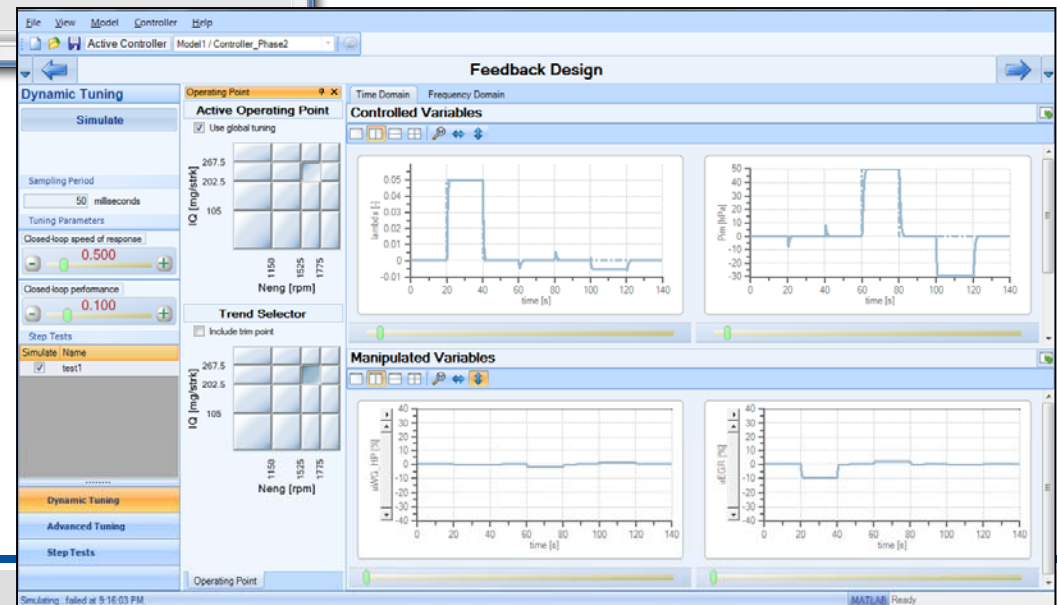 File View Model Controller Help
Active Controller Model1 / Controller_Phase2
Feedback Design
Dynamic Tuning
Simulate
Sampling Period
50 milliseconds
Tuning Parameters
Closed-loop speed of response
0.500
Closed-loop performance
0.100
Step Tests
Simulate Name
test1
Dynamic Tuning
Advanced Tuning
Step Tests
Operating Point
Active Operating Point
Use global tuning
IQ [mg/strk]
267.5
202.5
105
1150 1525 1775
Neng [rpm]
Trend Selector
Include trim point
IQ [mg/strk]
267.5
202.5
105
1150 1525 1775
Neng [rpm]
Operating Point
Time Domain Frequency Domain
Controlled Variables
lambda [-]
0.05
0.04
0.03
0.02
0.01
0
-0.01
0 20 40 60 80 100 120 140
time [s]
Pim [hPa]
50
40
30
20
10
0
-10
-20
-30
0 20 40 60 80 100 120 140
time [s]
Manipulated Variables
uWG_HP [%]
40
30
20
10
0
-10
-20
-30
-40
0 20 40 60 80 100 120 140
time [s]
uEGR [%]
40
30
20
10
0
-10
-20
-30
-40
0 20 40 60 80 100 120 140
time [s]
Simulating...failed at 5:16:03 PM.
MATLAB Ready